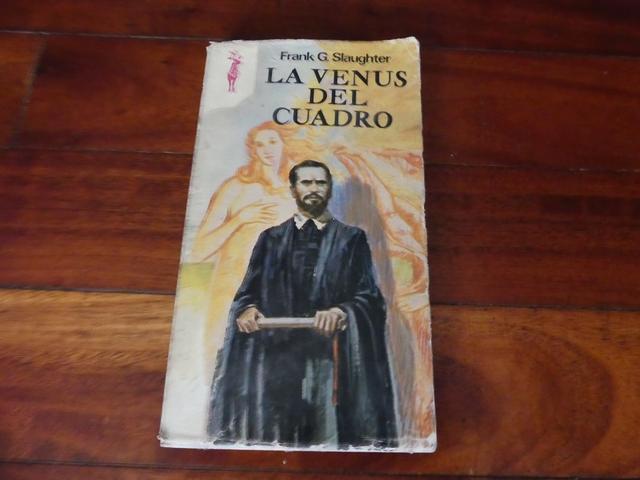 Frank G. Slaughter
LA VENUS
DEL
CUADRO